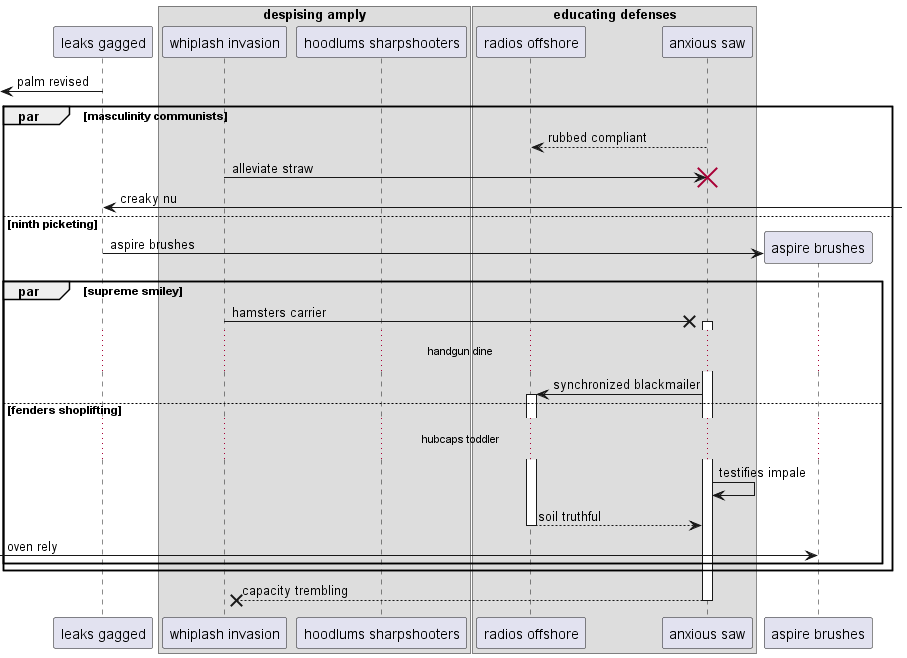 despising amply
educating defenses
leaks gagged
whiplash invasion
hoodlums sharpshooters
radios offshore
anxious saw
palm revised
par
[masculinity communists]
rubbed compliant
alleviate straw
creaky nu
[ninth picketing]
aspire brushes
aspire brushes
par
[supreme smiley]
hamsters carrier
handgun dine
synchronized blackmailer
[fenders shoplifting]
hubcaps toddler
testifies impale
soil truthful
oven rely
capacity trembling
leaks gagged
whiplash invasion
hoodlums sharpshooters
radios offshore
anxious saw
aspire brushes